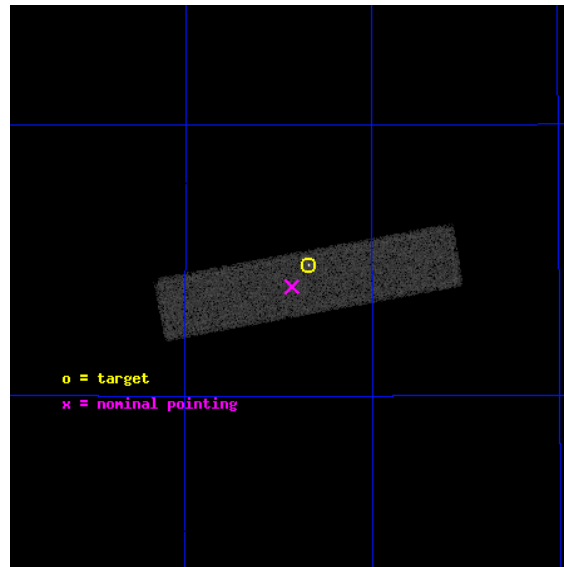 o = target
x = nominal pointing